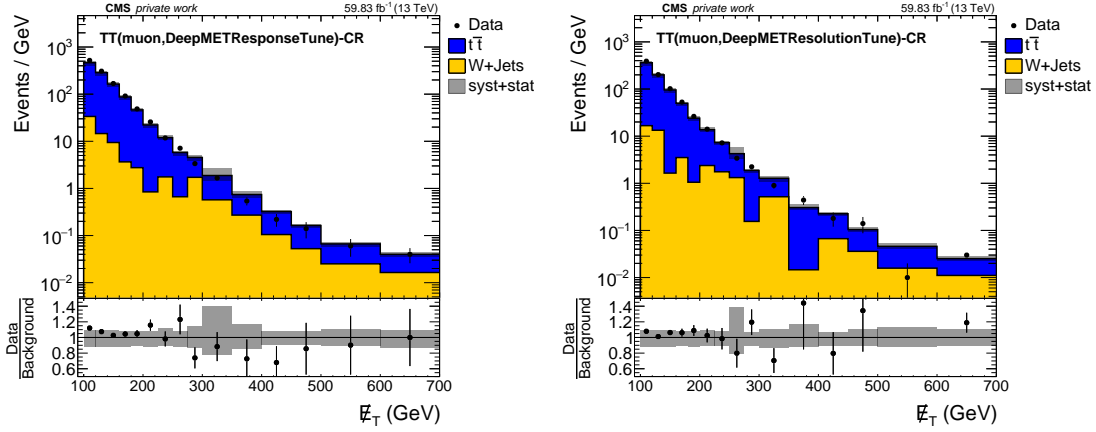 CMS private work 59.83 fb⁻¹ (13 TeV)
TT(muon,DeepMETResponseTune)-CR
Data
tt̅
W+Jets
syst+stat
Events / GeV
10³
10²
10
1
10⁻¹
10⁻²
Data
Background
1.4
1.2
1
0.8
0.6
100 200 300 400 500 600 700
E̸_T (GeV)
CMS private work 59.83 fb⁻¹ (13 TeV)
TT(muon,DeepMETResolutionTune)-CR
Data
tt̅
W+Jets
syst+stat
Events / GeV
10³
10²
10
1
10⁻¹
10⁻²
Data
Background
1.4
1.2
1
0.8
0.6
100 200 300 400 500 600 700
E̸_T (GeV)